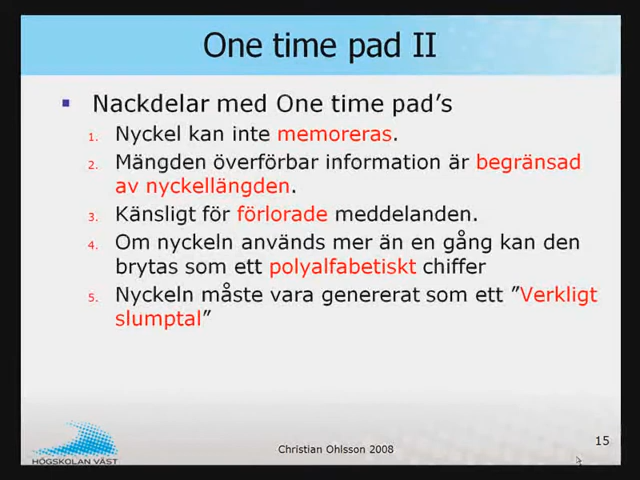 One time pad II
Nackdelar med One time pad’s
1. Nyckel kan inte memoreras.
2. Mängden överförbar information är begränsad
av nyckellängden.
3. Känsligt för förlorade meddelanden.
4. Om nyckeln används mer än en gång kan den
brytas som ett polyalfabetiskt chiffer
5. Nyckeln måste vara genererat som ett ”Verkligt
slumptal”
HÖGSKOLAN VÄST
Christian Ohlsson 2008
15